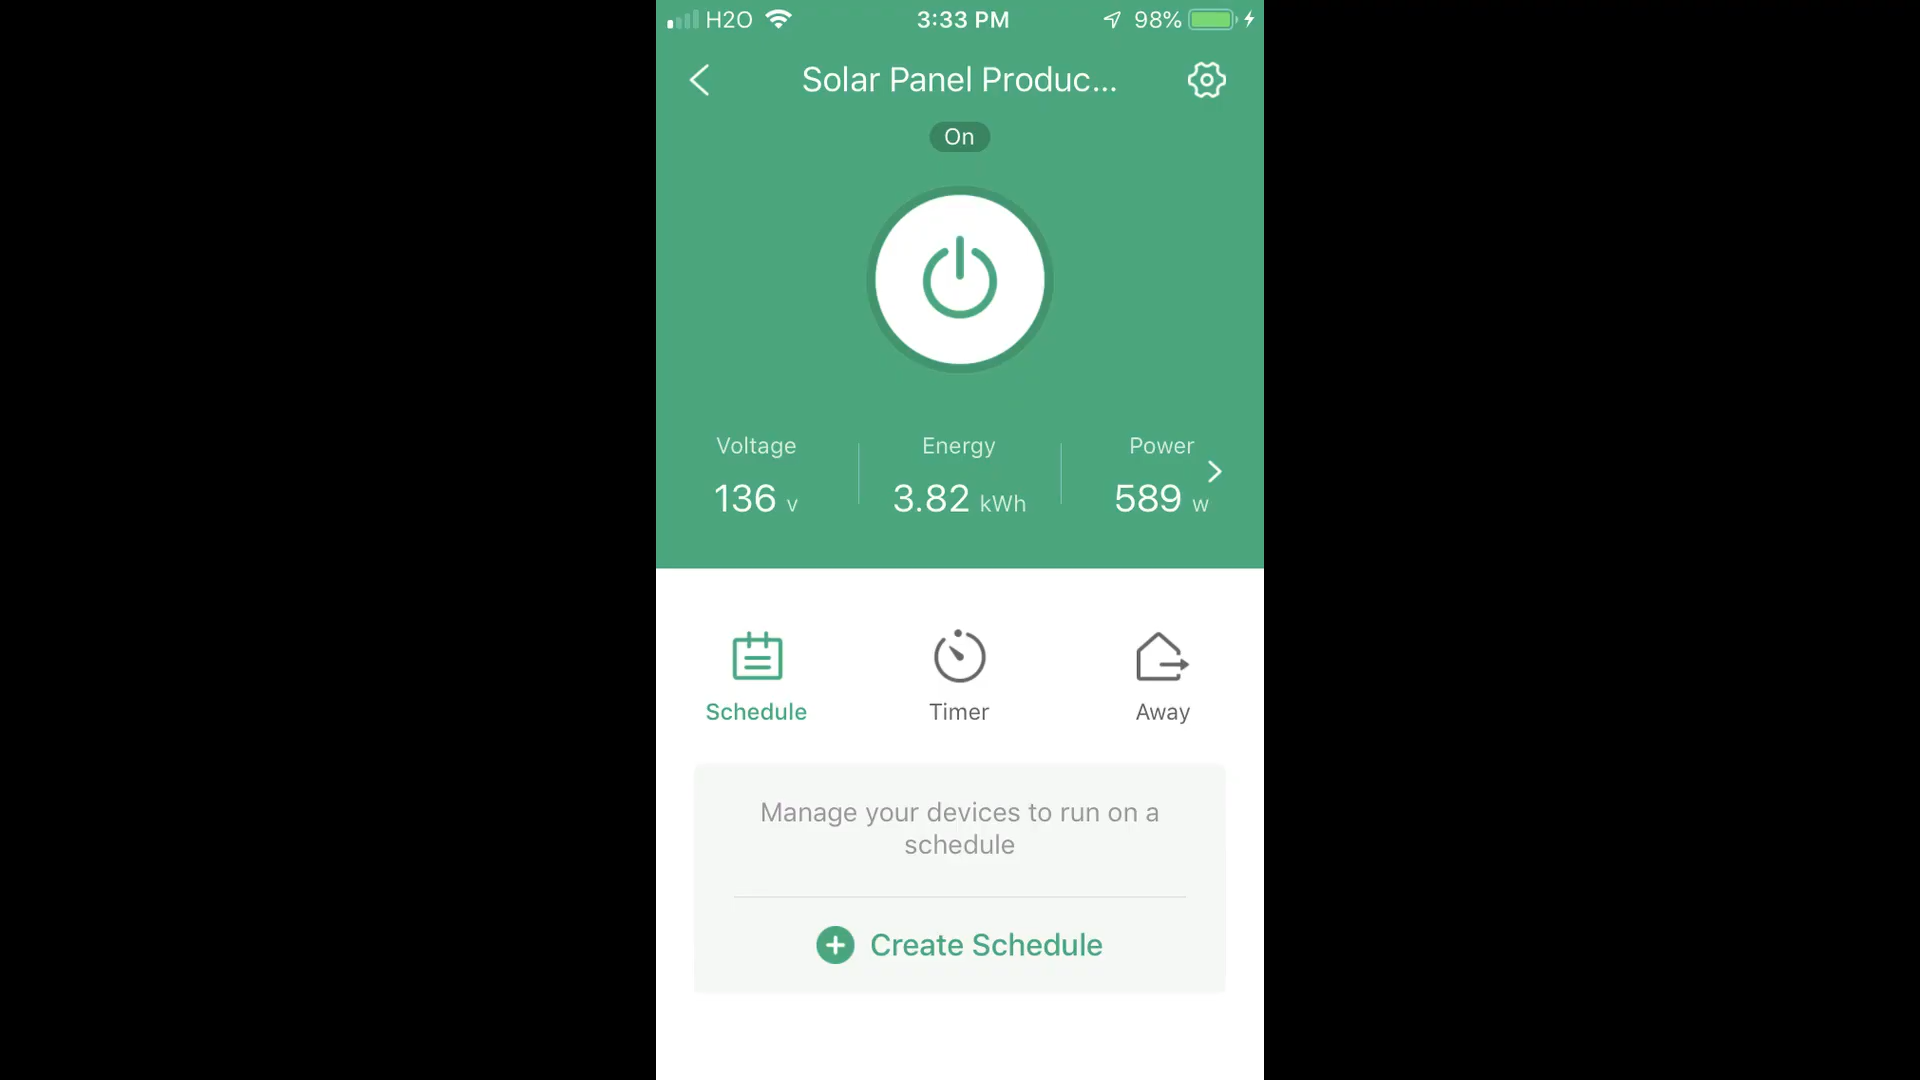 H2O 3:33 PM 98%
Solar Panel Produc...
On
Voltage Energy Power
136 v 3.82 kWh 589 w
Schedule Timer Away
Manage your devices to run on a
schedule
Create Schedule